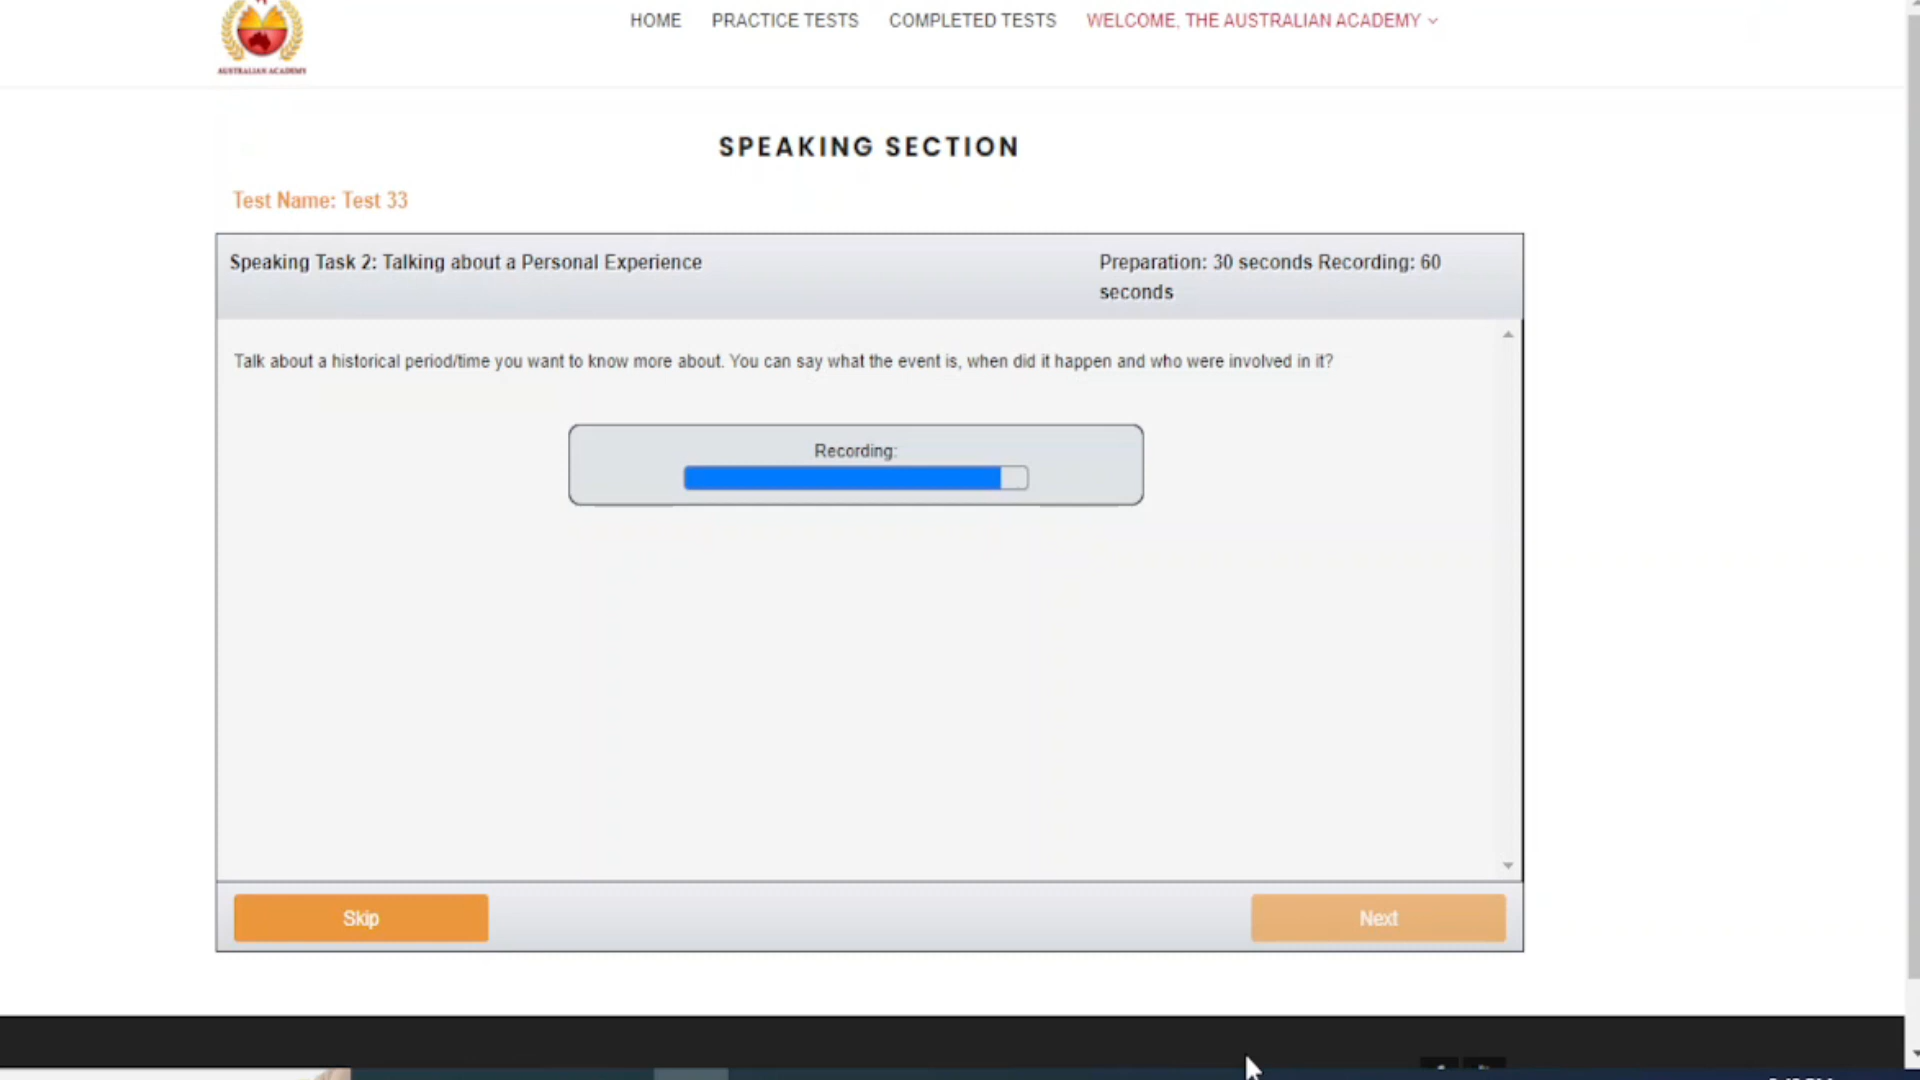 HOME PRACTICE TESTS COMPLETED TESTS WELCOME, THE AUSTRALIAN ACADEMY
AUSTRALIAN ACADEMY
SPEAKING SECTION
Test Name: Test 33
Speaking Task 2: Talking about a Personal Experience
Preparation: 30 seconds Recording: 60
seconds
Talk about a historical period/time you want to know more about. You can say what the event is, when did it happen and who were involved in it?
Recording:
Skip
Next